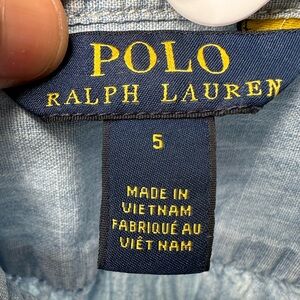 POLO
RALPH LAUREN
5
MADE IN
VIETNAM
FABRIQUÉ AU
VIÊT NAM